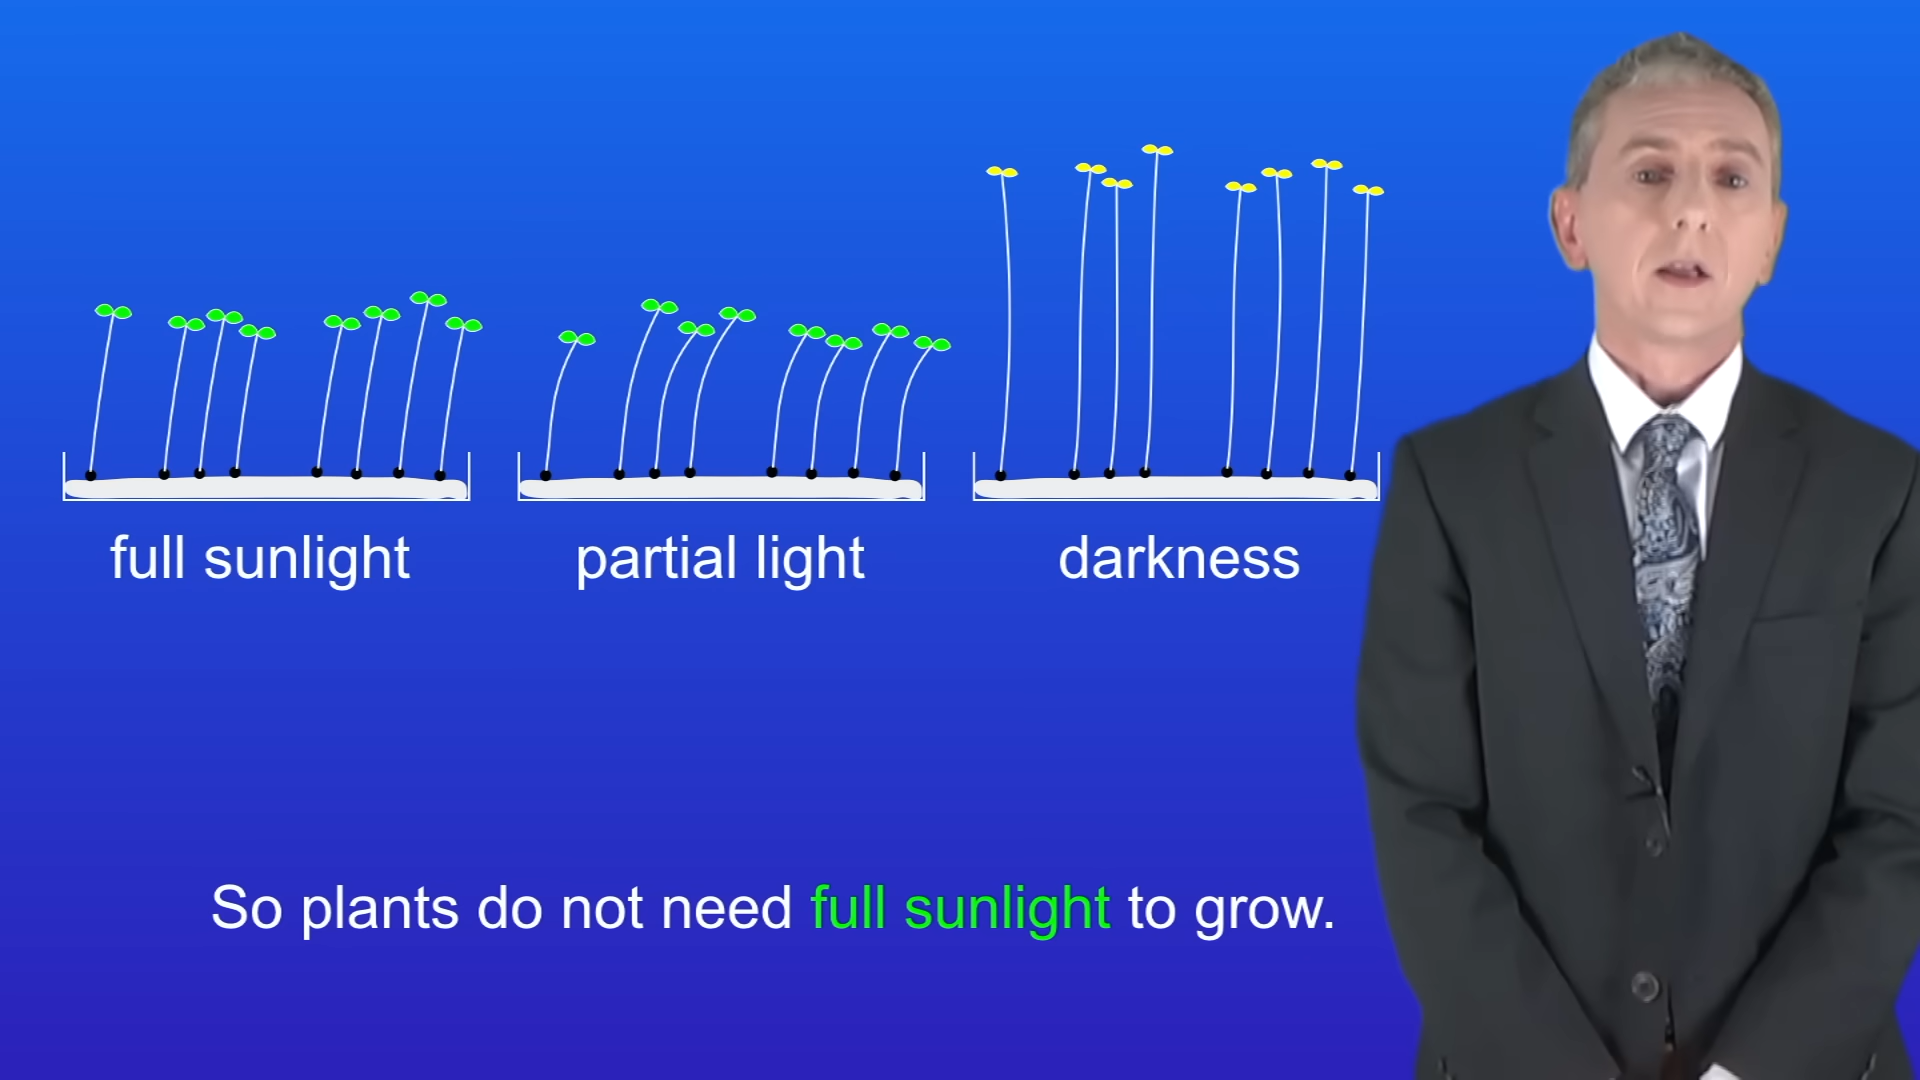 full sunlight
partial light
darkness
So plants do not need full sunlight to grow.